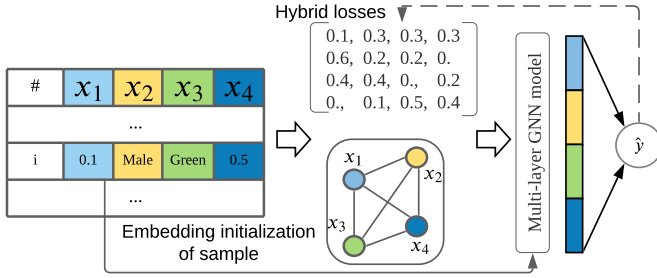 Hybrid losses
0.1, 0.3, 0.3, 0.3
0.6, 0.2, 0.2, 0.
0.4, 0.4, 0., 0.2
0., 0.1, 0.5, 0.4
# x₁ x₂ x₃ x₄
...
i 0.1 Male Green 0.5
...
Embedding initialization
of sample
x₁
x₂
x₃
x₄
Multi-layer GNN model
ŷ